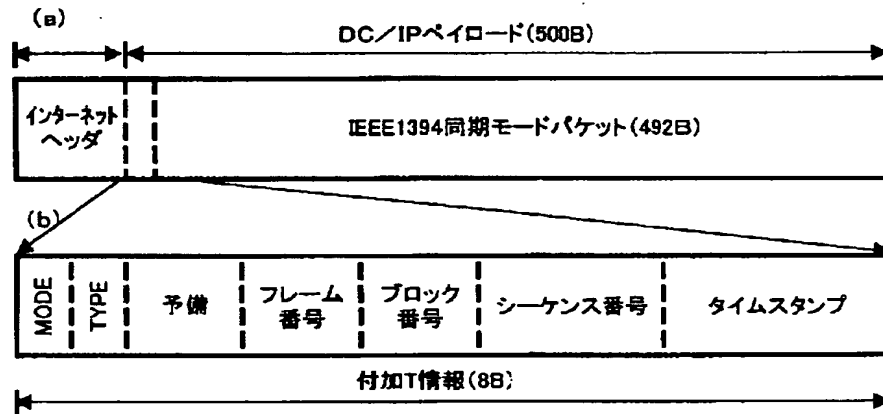 (a)
DC/IPペイロード(500B)
インターネット
ヘッダ
IEEE1394同期モードパケット(492B)
(b)
MODE
TYPE
予備
フレーム
番号
ブロック
番号
シーケンス番号
タイムスタンプ
付加T情報(8B)